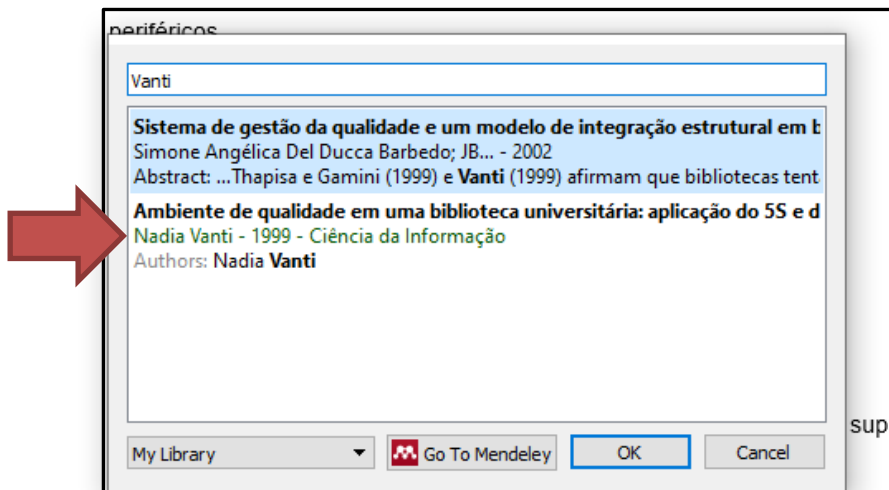 periféricos
Vanti
Sistema de gestão da qualidade e um modelo de integração estrutural em b
Simone Angélica Del Ducca Barbedo; JB... - 2002
Abstract: ...Thapisa e Gamini (1999) e Vanti (1999) afirmam que bibliotecas tent
Ambiente de qualidade em uma biblioteca universitária: aplicação do 5S e d
Nadia Vanti - 1999 - Ciência da Informação
Authors: Nadia Vanti
sup
My Library Go To Mendeley OK Cancel